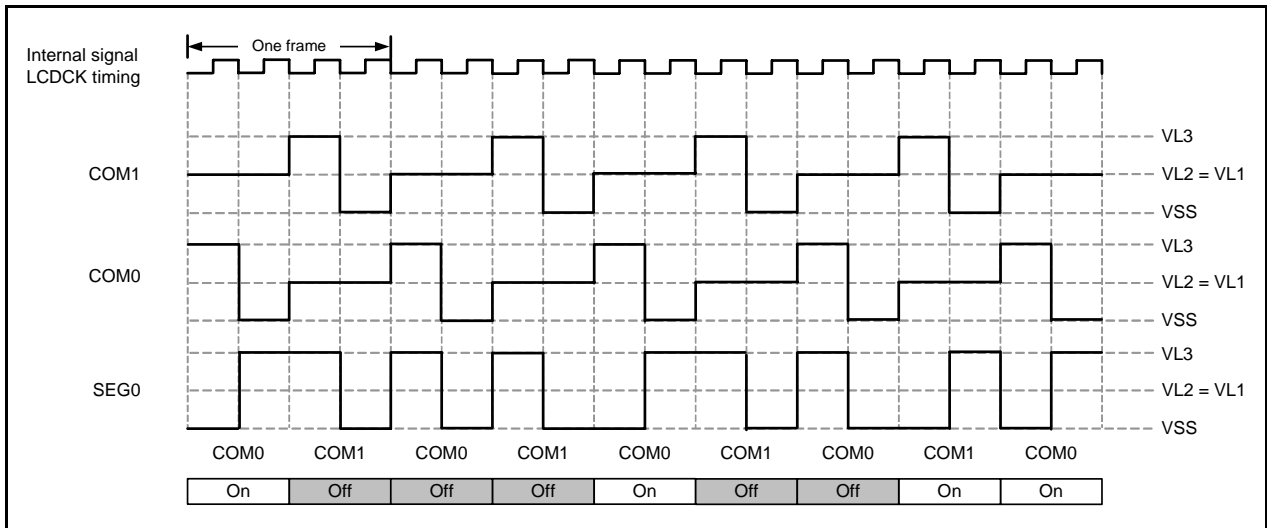 One frame
Internal signal
LCDCK timing
VL3
COM1
VL2 = VL1
VSS
VL3
COM0
VL2 = VL1
VSS
VL3
SEG0
VL2 = VL1
VSS
COM0 COM1 COM0 COM1 COM0 COM1 COM0 COM1 COM0
On Off Off Off On Off Off On On